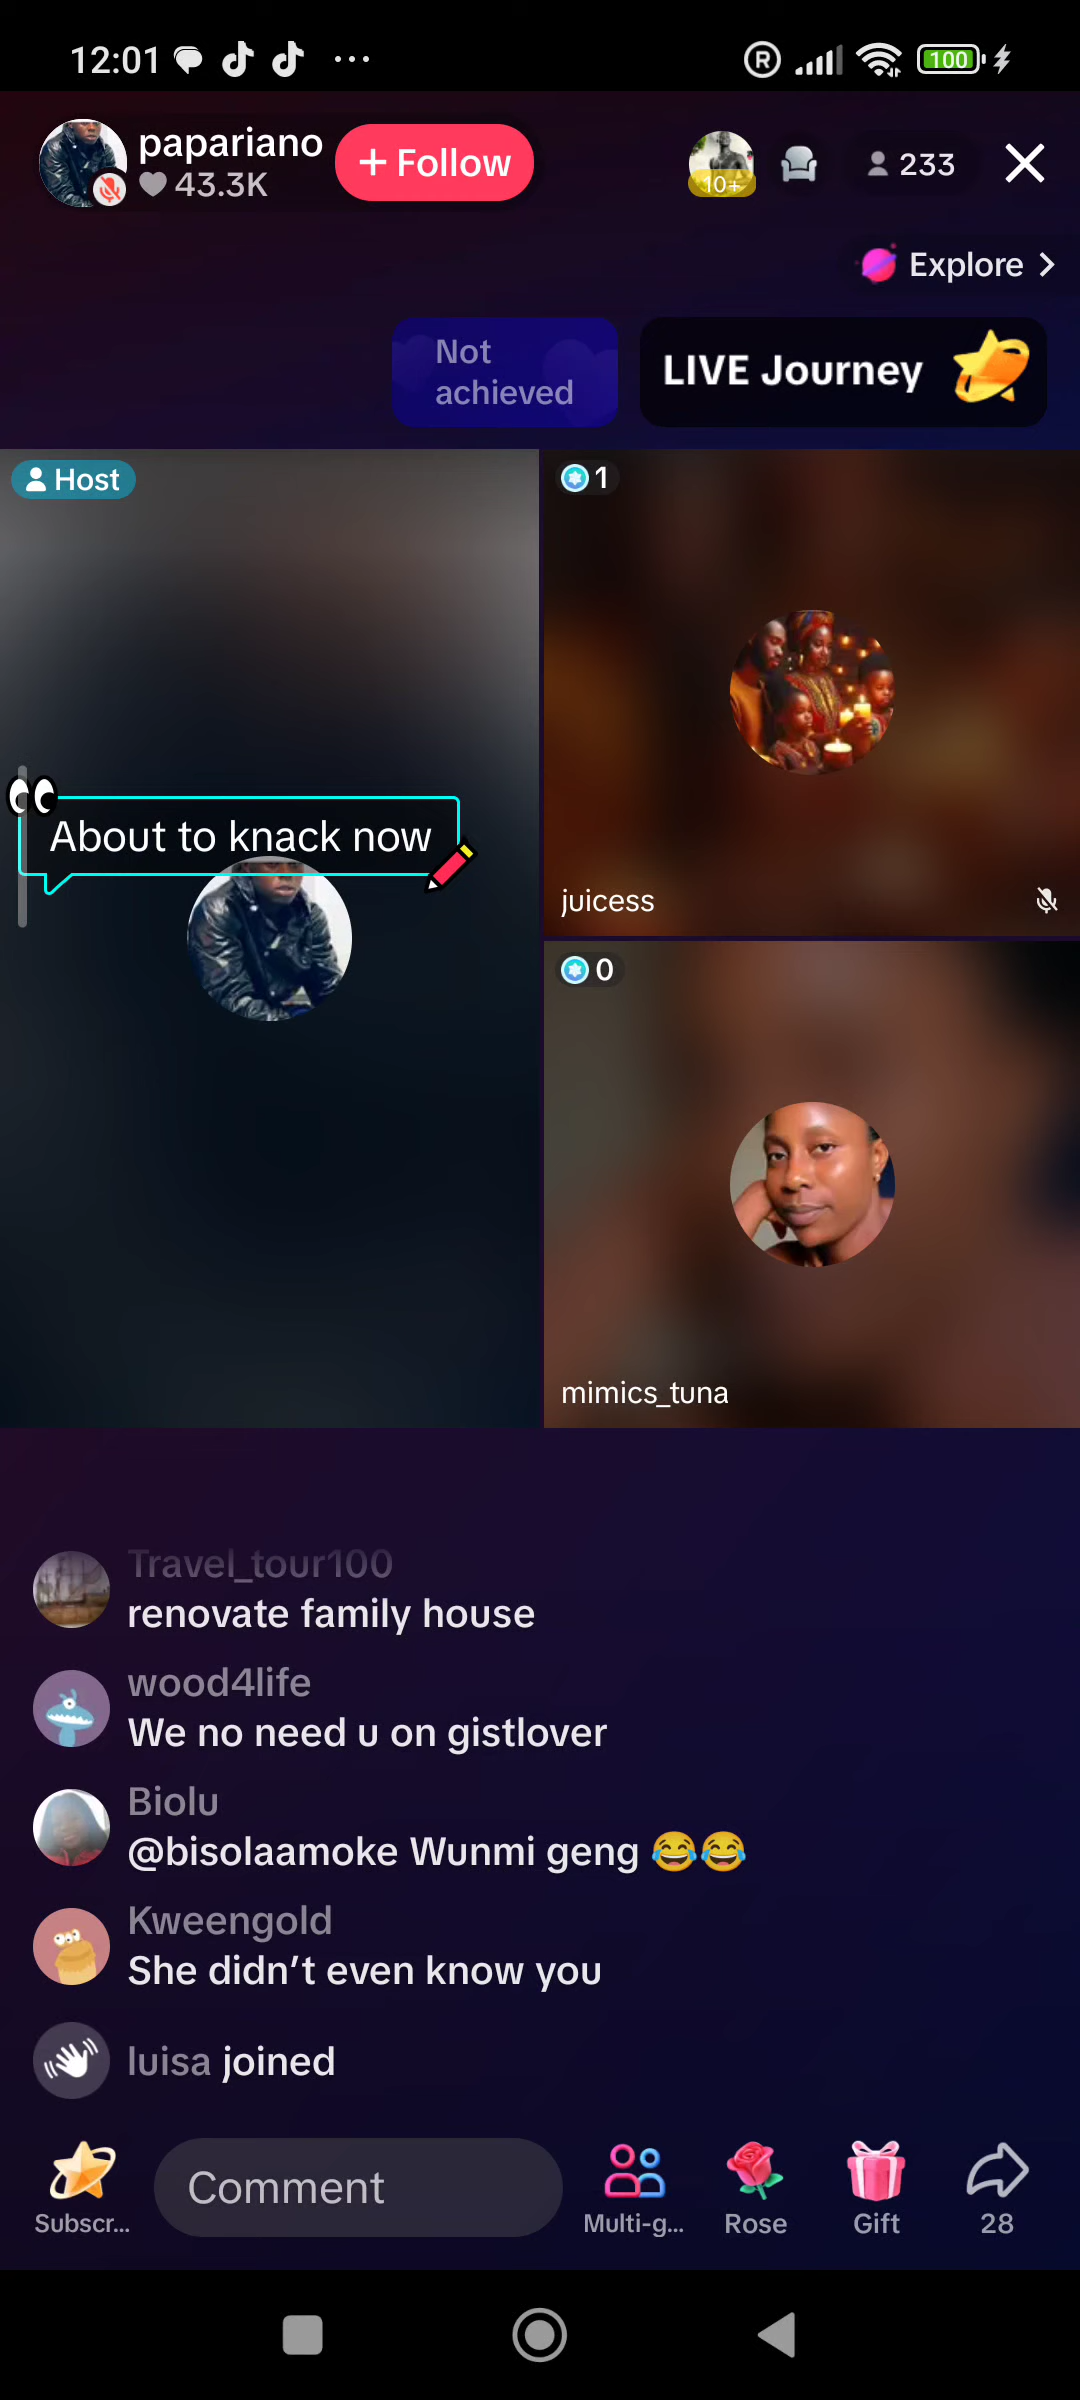 12:01
R
100
papariano
43.3K
+ Follow
10+
233
Explore
Not
achieved
LIVE Journey
Host
1
About to knack now
juicess
0
mimics_tuna
Travel_tour100
renovate family house
wood4life
We no need u on gistlover
Biolu
@bisolaamoke Wunmi geng 😂😂
Kweengold
She didn’t even know you
luisa joined
Subscr...
Comment
Multi-g...
Rose
Gift
28